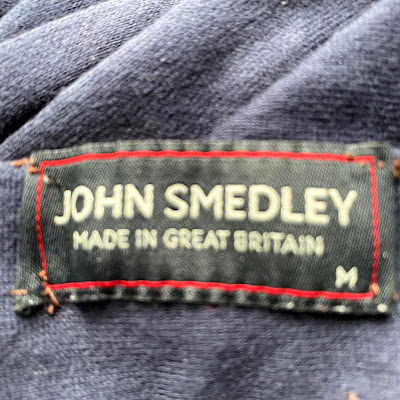 JOHN SMEDLEY
MADE IN GREAT BRITAIN
M